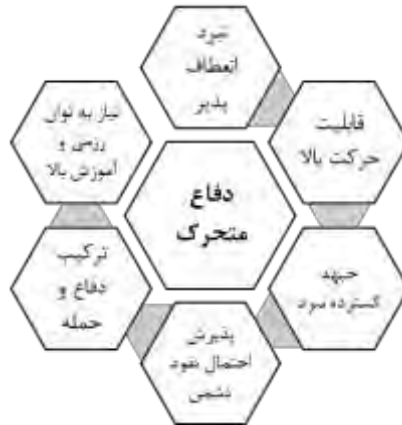 نبرد
انعطاف
پذیر
قابلیت
حرکت بالا
جبهه
گسترده نبرد
پذیرش
احتمال نفوذ
دشمن
ترکیب
دفاع و
حمله
نیاز به توان
رزمی و
آموزش بالا
دفاع
متحرک